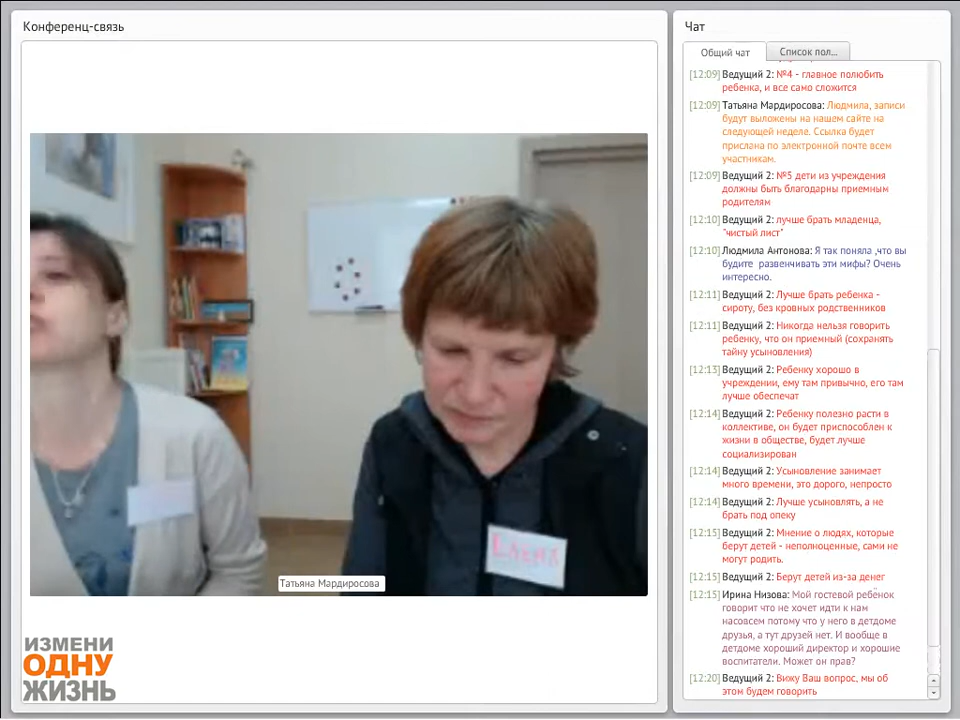 Конференц-связь
Татьяна Мардиросова
Елена
ИЗМЕНИ
ОДНУ
ЖИЗНЬ
Чат
Общий чат
Список пол...
[12:09] Ведущий 2: №4 - главное полюбить
ребенка, и все само сложится
[12:09] Татьяна Мардиросова: Людмила, записи
будут выложены на нашем сайте на
следующей неделе. Ссылка будет
прислана по электронной почте всем
участникам.
[12:09] Ведущий 2: №5 дети из учреждения
должны быть благодарны приемным
родителям
[12:10] Ведущий 2: лучше брать младенца,
"чистый лист"
[12:10] Людмила Антонова: Я так поняла ,что вы
будите развенчивать эти мифы? Очень
интересно.
[12:11] Ведущий 2: Лучше брать ребенка -
сироту, без кровных родственников
[12:11] Ведущий 2: Никогда нельзя говорить
ребенку, что он приемный (сохранять
тайну усыновления)
[12:13] Ведущий 2: Ребенку хорошо в
учреждении, ему там привычно, его там
лучше обеспечат
[12:14] Ведущий 2: Ребенку полезно расти в
коллективе, он будет приспособлен к
жизни в обществе, будет лучше
социализирован
[12:14] Ведущий 2: Усыновление занимает
много времени, это дорого, непросто
[12:14] Ведущий 2: Лучше усыновлять, а не
брать под опеку
[12:15] Ведущий 2: Мнение о людях, которые
берут детей - неполноценные, сами не
могут родить.
[12:15] Ведущий 2: Берут детей из-за денег
[12:15] Ирина Низова: Мой гостевой ребёнок
говорит что не хочет идти к нам
насовсем потому что у него в детдоме
друзья, а тут друзей нет. И вообще в
детдоме хороший директор и хорошие
воспитатели. Может он прав?
[12:20] Ведущий 2: Вижу Ваш вопрос, мы об
этом будем говорить